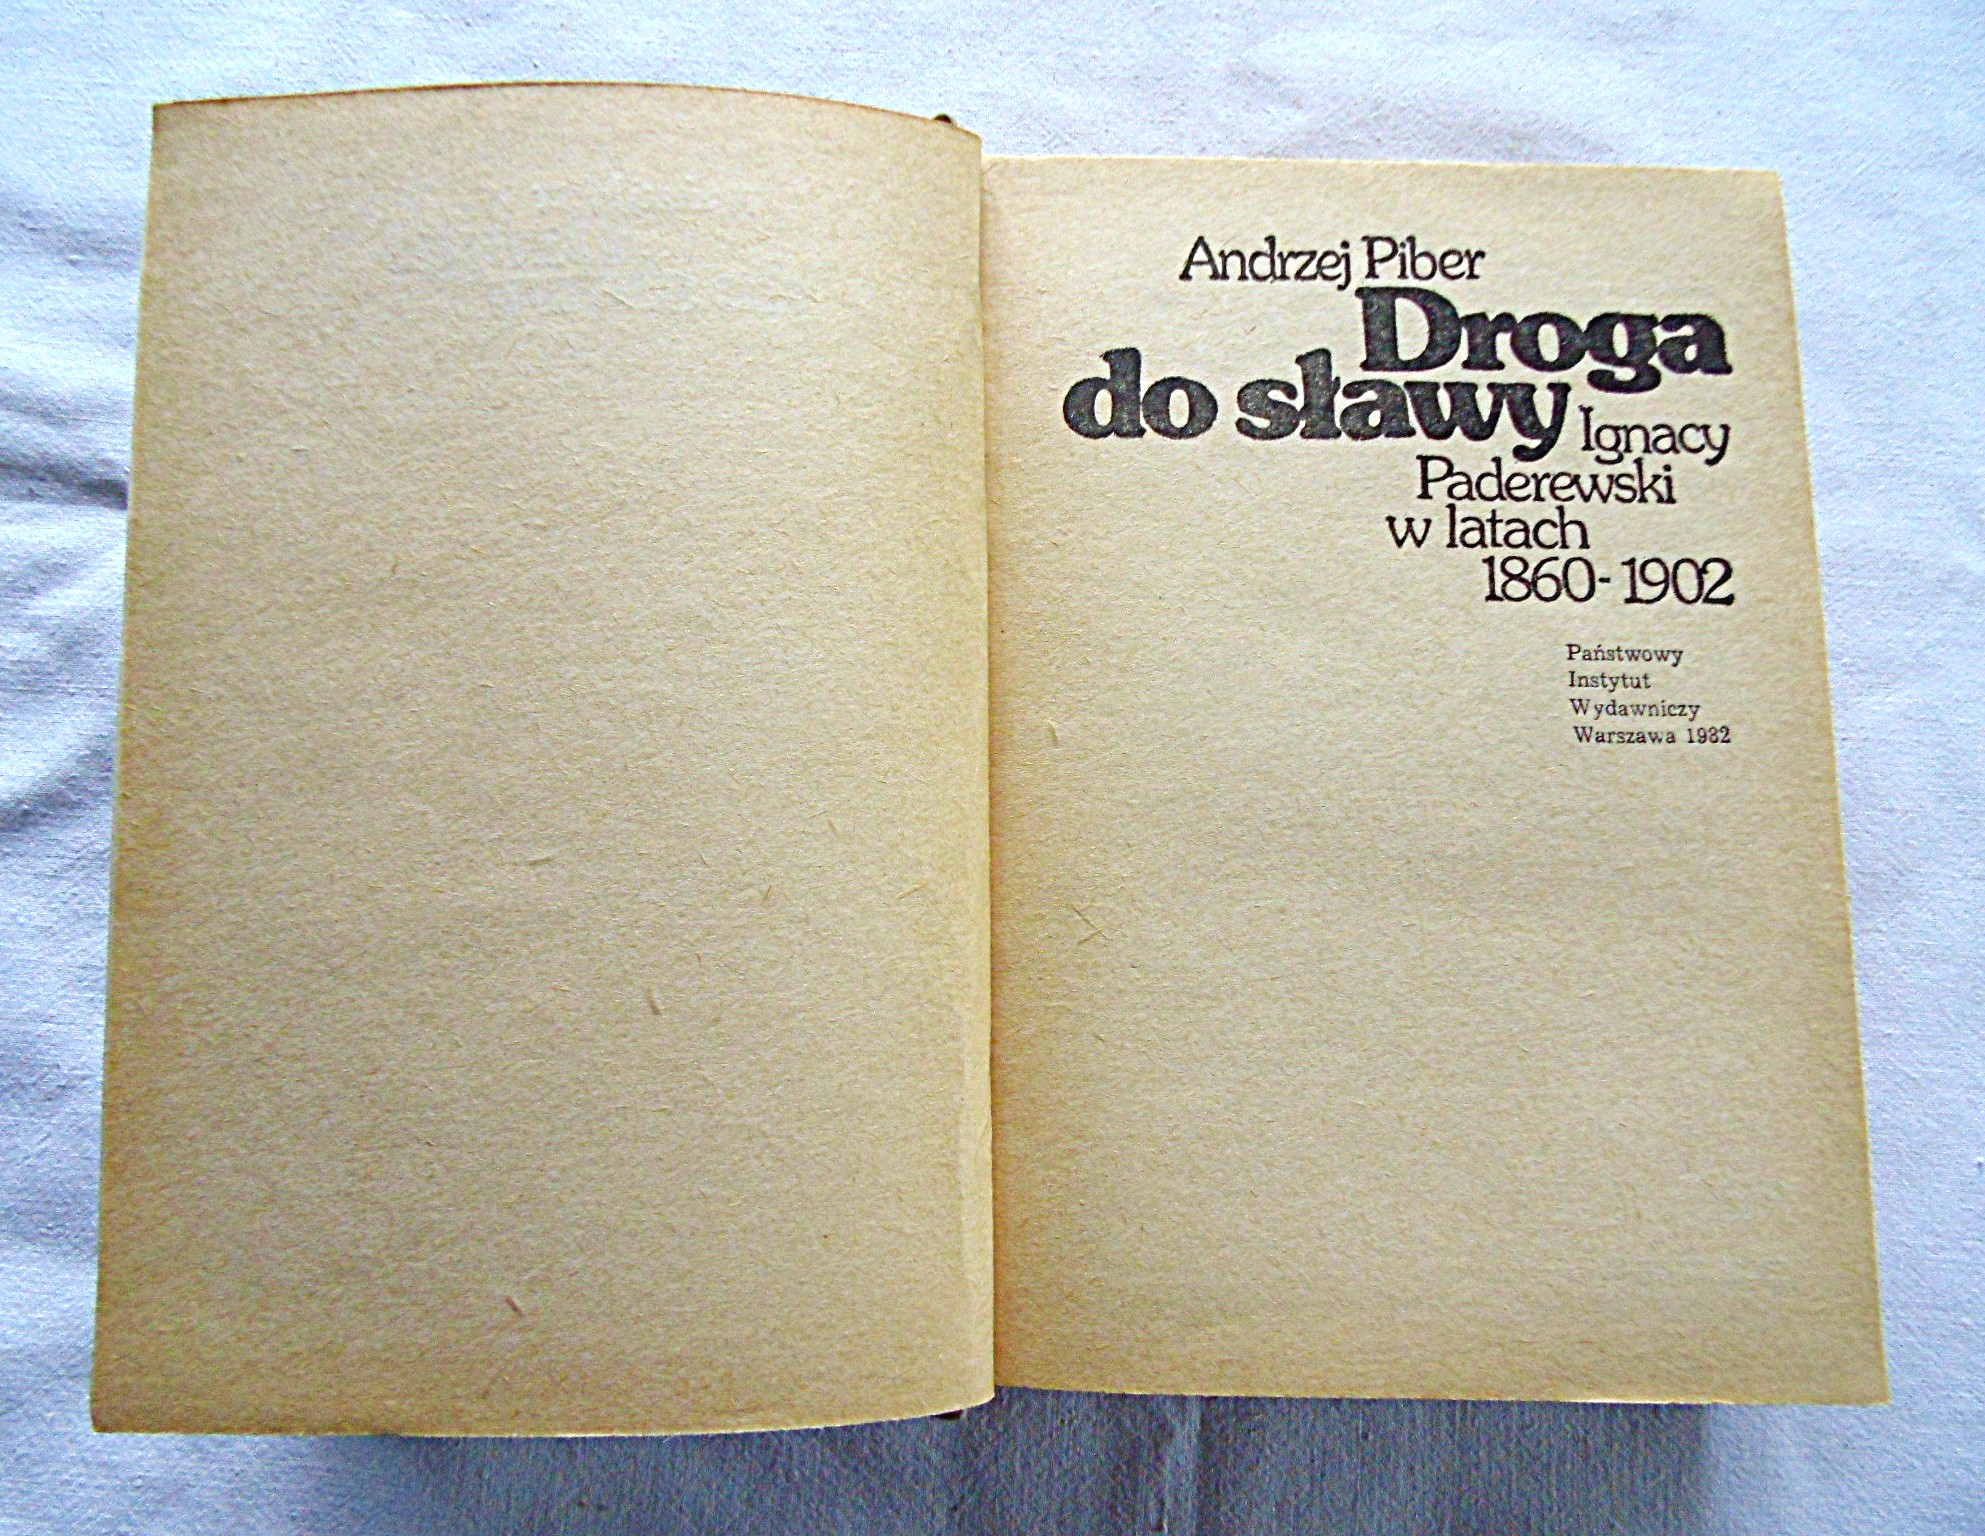 Andrzej Piber
Droga
do sławy Ignacy
Paderewski
w latach
1860-1902
Państwowy
Instytut
Wydawniczy
Warszawa 1982